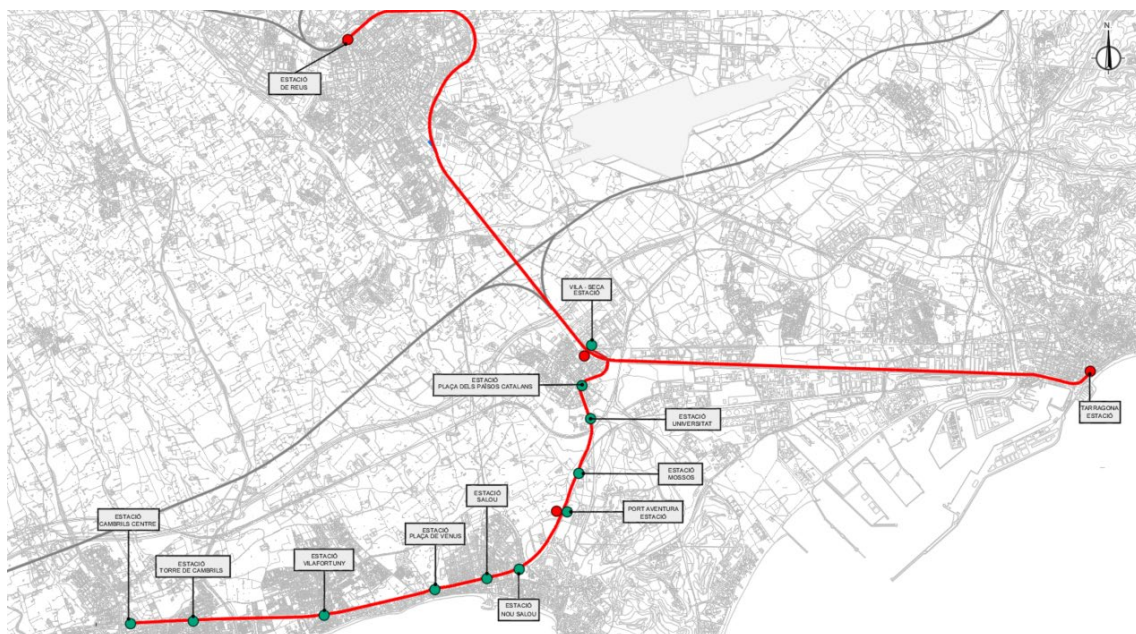 N
ESTACIÓ
DE REUS
VILA - SECA
ESTACIÓ
ESTACIÓ
PLAÇA DELS PAÏSOS CATALANS
TARRAGONA
ESTACIÓ
ESTACIÓ
UNIVERSITAT
ESTACIÓ
MOSSOS
ESTACIÓ
SALOU
PORT AVENTURA
ESTACIÓ
ESTACIÓ
CAMBRILS CENTRE
ESTACIÓ
PLAÇA DE VENUS
ESTACIÓ
VILAFORTUNY
ESTACIÓ
TORRE DE CAMBRILS
ESTACIÓ
NOU SALOU